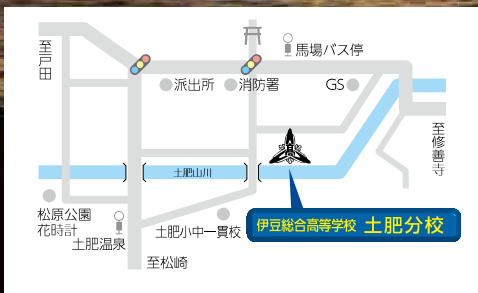 至戸田
馬場バス停
派出所
消防署
GS
至修善寺
土肥山川
松原公園
花時計
土肥温泉
土肥小中一貫校
伊豆総合高等学校 土肥分校
至松崎